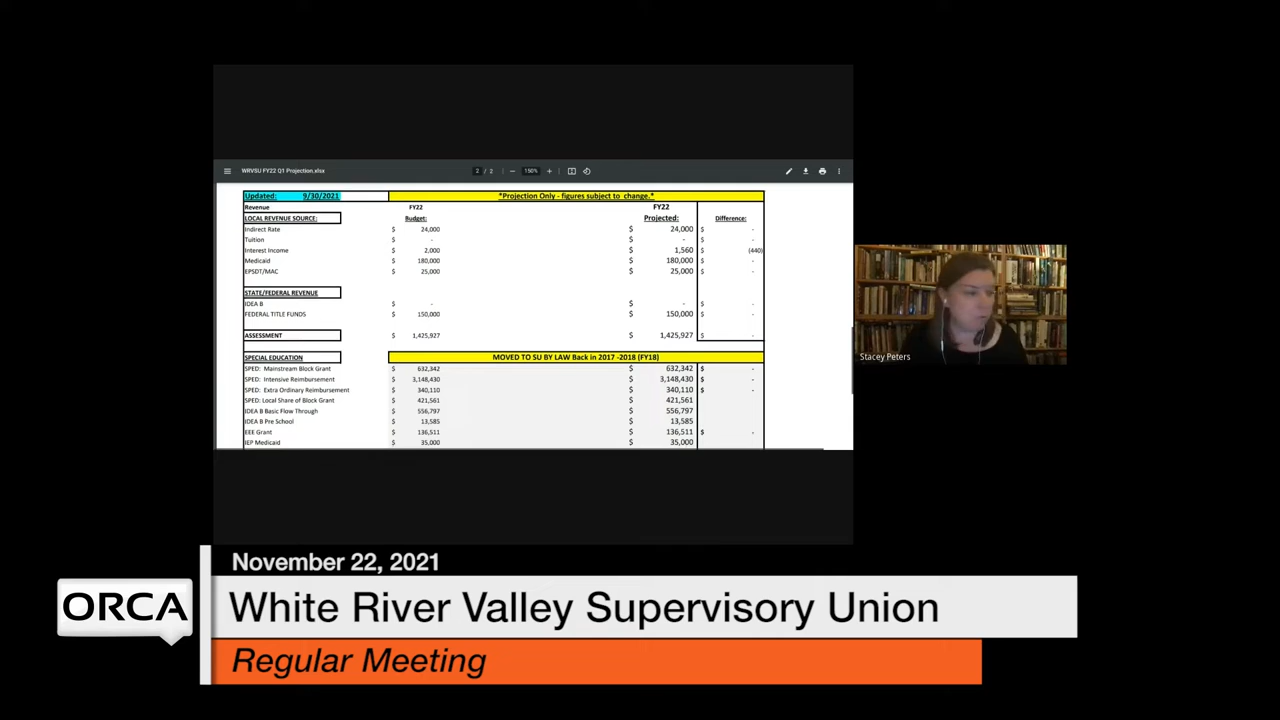 WRVSU FY22 Q1 Projection.xlsx 2 / 2 − 150% +
Updated: 9/30/2021 *Projection Only - figures subject to change.*
Revenue FY22 FY22
LOCAL REVENUE SOURCE: Budget: Projected: Difference:
Indirect Rate $ 24,000 $ 24,000 $ -
Tuition $ - $ - $ -
Interest Income $ 2,000 $ 1,560 $ (440)
Medicaid $ 180,000 $ 180,000 $ -
EPSDT/MAC $ 25,000 $ 25,000 $ -
STATE/FEDERAL REVENUE
IDEA B $ - $ - $ -
FEDERAL TITLE FUNDS $ 150,000 $ 150,000 $ -
ASSESSMENT $ 1,425,927 $ 1,425,927 $ -
SPECIAL EDUCATION MOVED TO SU BY LAW Back in 2017 -2018 (FY18)
SPED: Mainstream Block Grant $ 632,342 $ 632,342 $ -
SPED: Intensive Reimbursement $ 3,148,430 $ 3,148,430 $ -
SPED: Extra Ordinary Reimbursement $ 340,110 $ 340,110 $ -
SPED: Local Share of Block Grant $ 421,561 $ 421,561
IDEA B Basic Flow Through $ 556,797 $ 556,797
IDEA B Pre School $ 13,585 $ 13,585
EEE Grant $ 136,511 $ 136,511 $ -
IEP Medicaid $ 35,000 $ 35,000
Stacey Peters
November 22, 2021
ORCA
White River Valley Supervisory Union
Regular Meeting